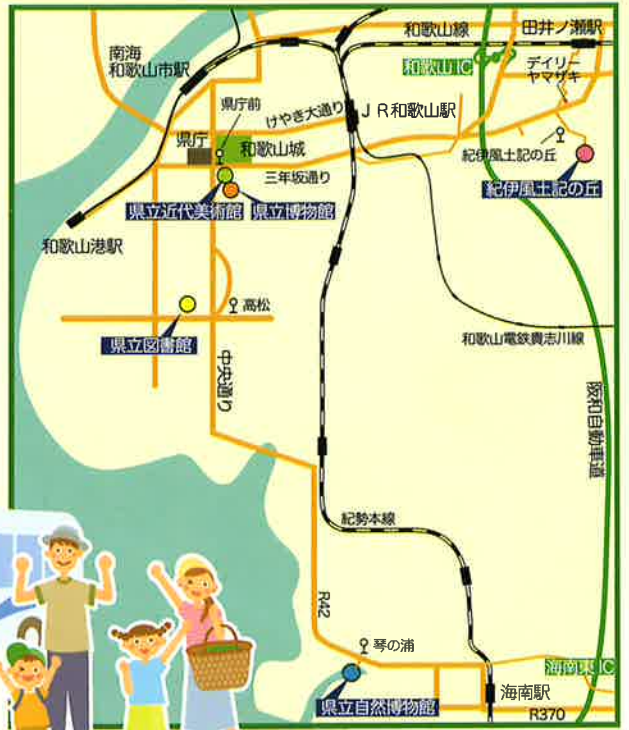 和歌山線
田井ノ瀬駅
南海
和歌山市駅
和歌山IC
デイリー
ヤマザキ
県庁前
けやき大通り
JR和歌山駅
県庁
和歌山城
紀伊風土記の丘
三年坂通り
紀伊風土記の丘
県立近代美術館
県立博物館
和歌山港駅
高松
県立図書館
和歌山電鉄貴志川線
中央通り
阪和自動車道
紀勢本線
R42
琴の浦
海南東IC
県立自然博物館
海南駅
R370